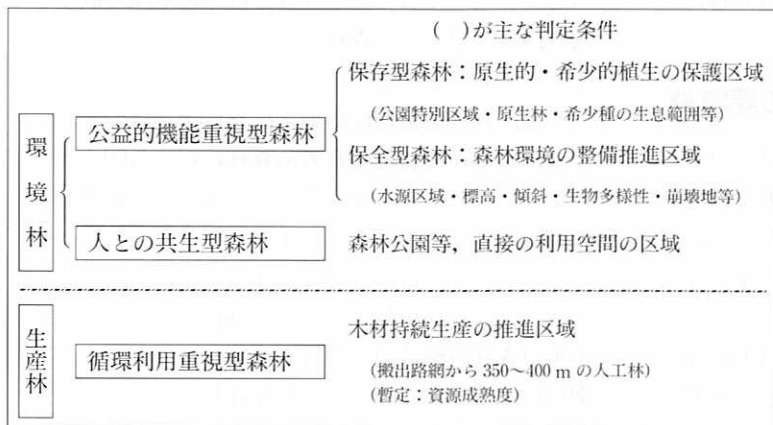 ( )が主な判定条件
環境林
公益的機能重視型森林
保存型森林：原生的・希少的植生の保護区域
(公園特別区域・原生林・希少種の生息範囲等)
保全型森林：森林環境の整備推進区域
(水源区域・標高・傾斜・生物多様性・崩壊地等)
人との共生型森林
森林公園等，直接の利用空間の区域
生産林
循環利用重視型森林
木材持続生産の推進区域
(搬出路網から350〜400 mの人工林)
(暫定：資源成熟度)